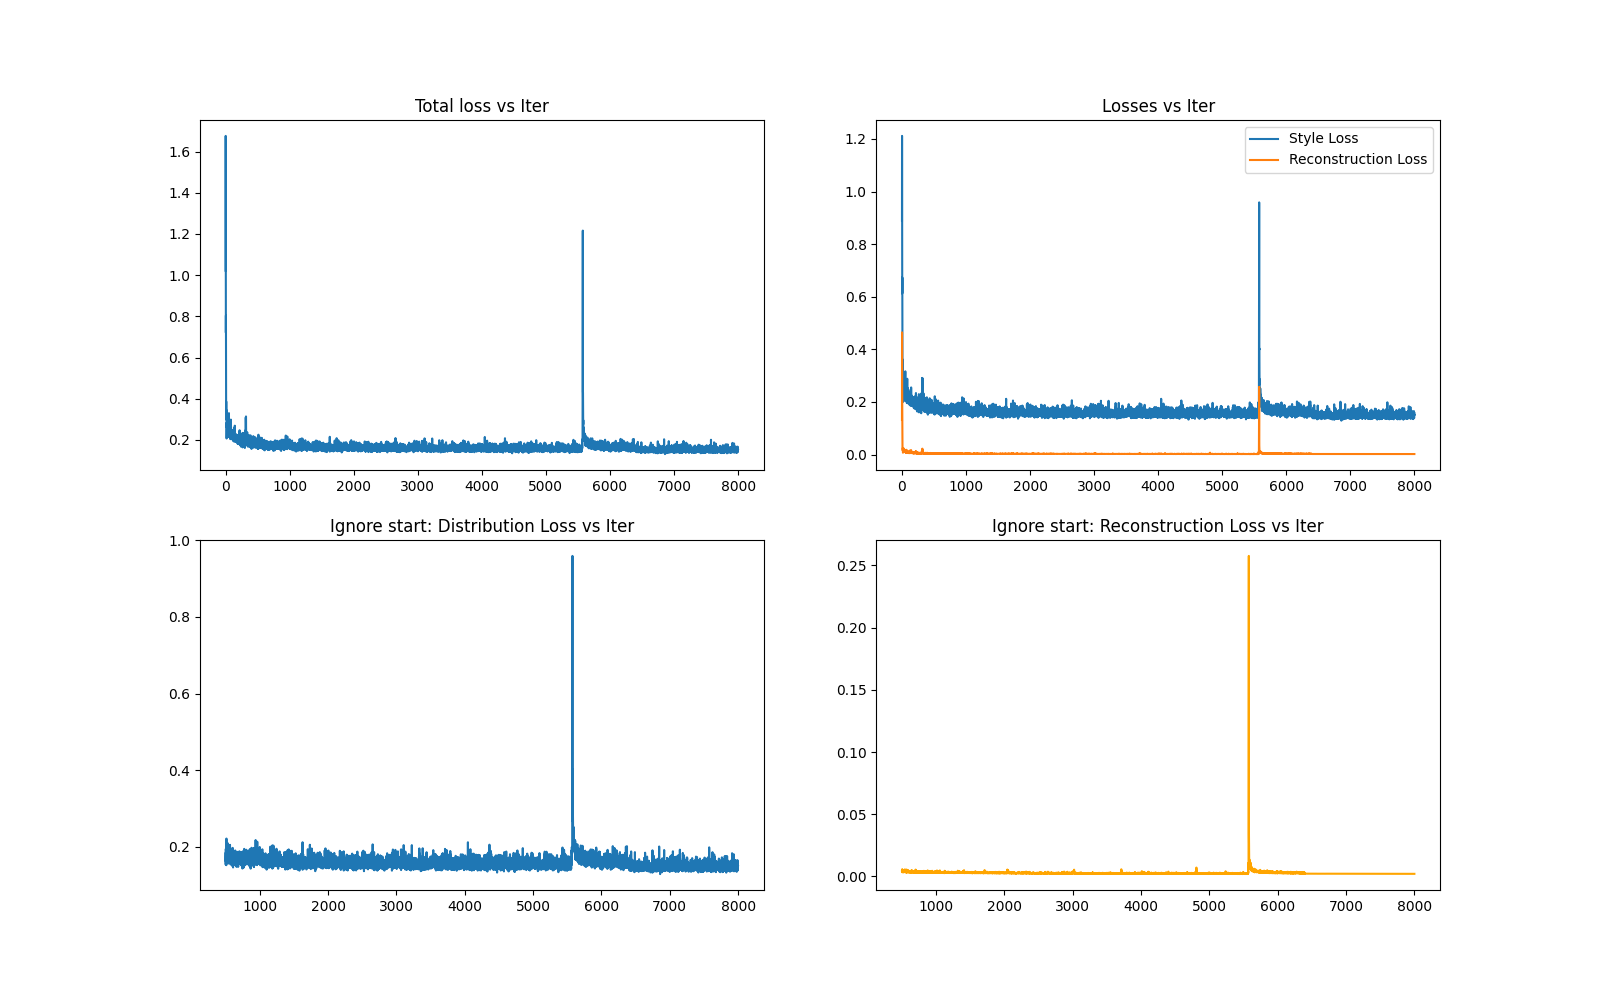 Total loss vs Iter
1.6
1.4
1.2
1.0
0.8
0.6
0.4
0.2
0 1000 2000 3000 4000 5000 6000 7000 8000
Losses vs Iter
Style Loss
Reconstruction Loss
1.2
1.0
0.8
0.6
0.4
0.2
0.0
0 1000 2000 3000 4000 5000 6000 7000 8000
Ignore start: Distribution Loss vs Iter
1.0
0.8
0.6
0.4
0.2
1000 2000 3000 4000 5000 6000 7000 8000
Ignore start: Reconstruction Loss vs Iter
0.25
0.20
0.15
0.10
0.05
0.00
1000 2000 3000 4000 5000 6000 7000 8000